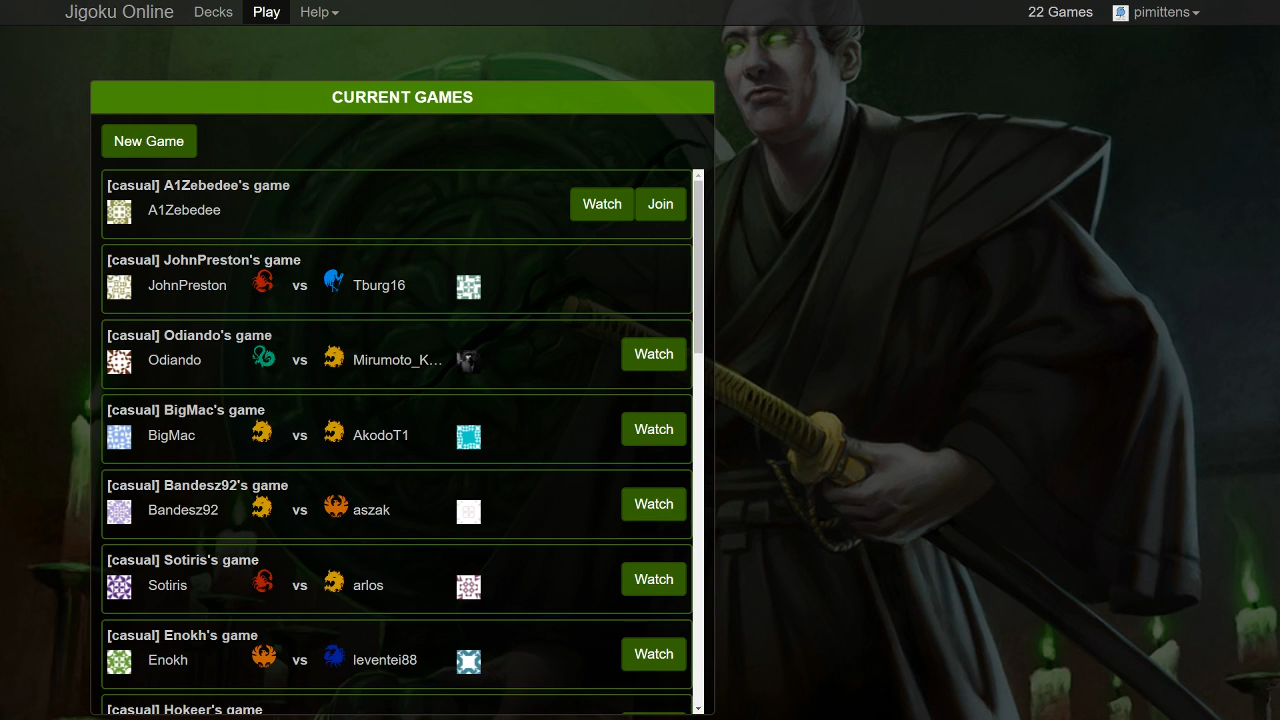 Jigoku Online Decks Play Help 22 Games pimittens
CURRENT GAMES
New Game
[casual] A1Zebedee's game
A1Zebedee Watch Join
[casual] JohnPreston's game
JohnPreston vs Tburg16
[casual] Odiando's game
Odiando vs Mirumoto_K... Watch
[casual] BigMac's game
BigMac vs AkodoT1 Watch
[casual] Bandesz92's game
Bandesz92 vs aszak Watch
[casual] Sotiris's game
Sotiris vs arlos Watch
[casual] Enokh's game
Enokh vs leventei88 Watch
[casual] Hokeer's game